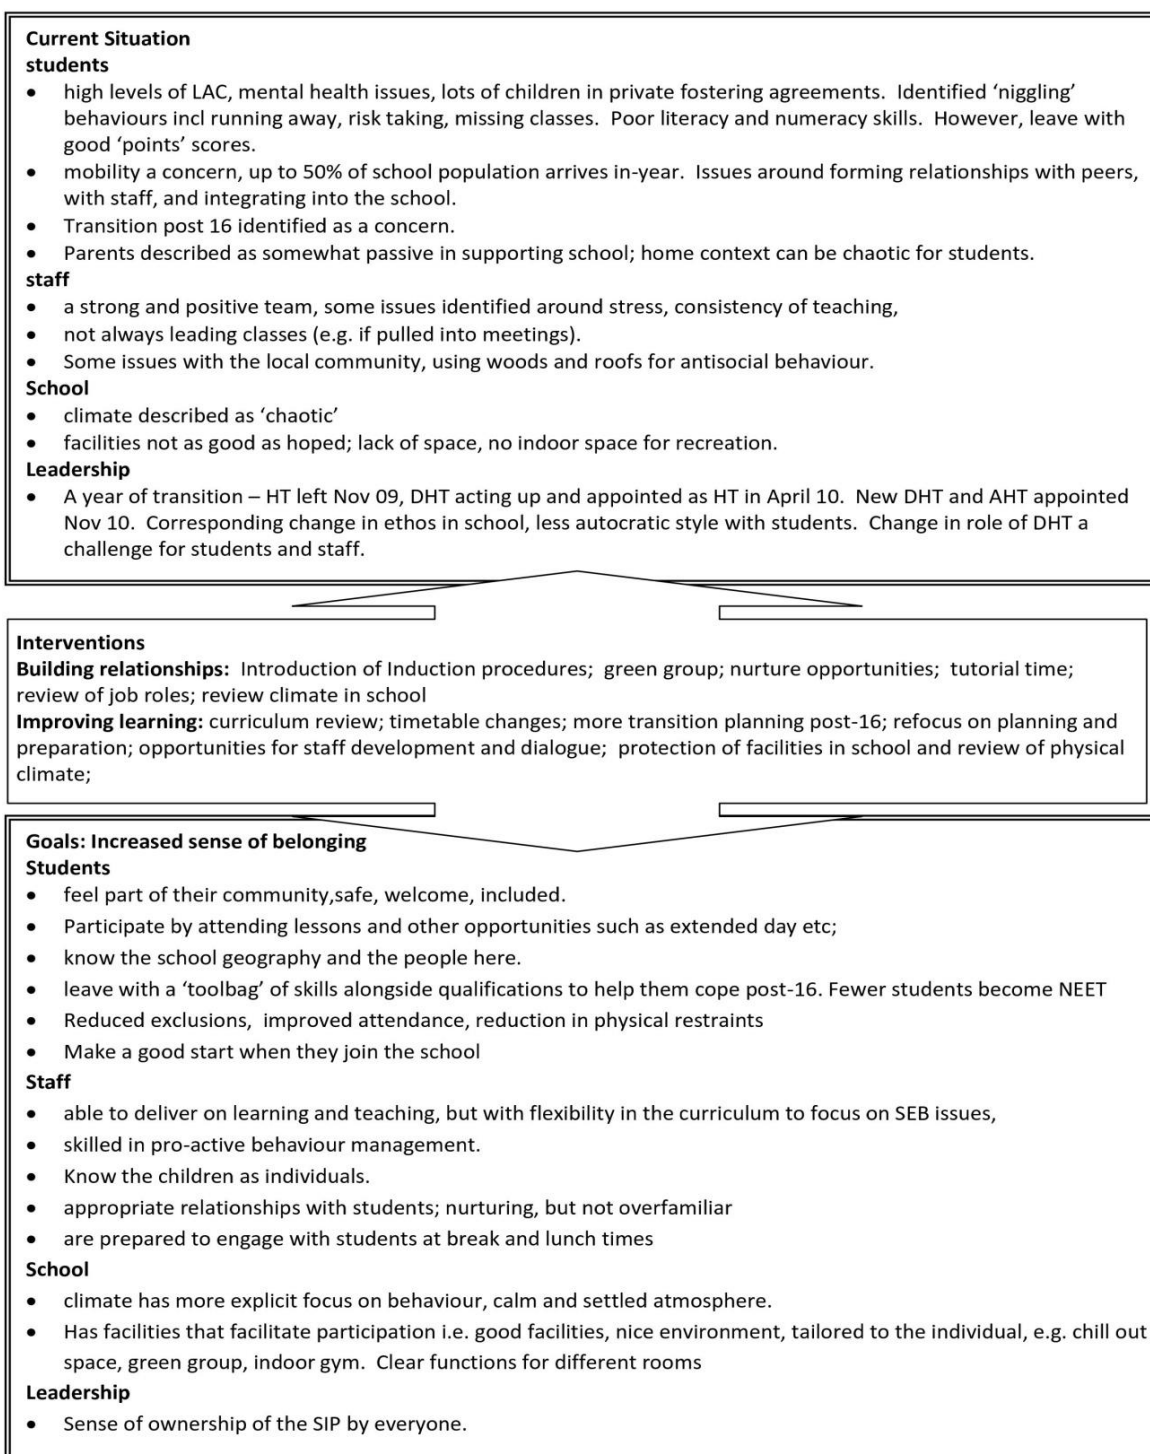 Current Situation
students
• high levels of LAC, mental health issues, lots of children in private fostering agreements. Identified ‘niggling’
behaviours incl running away, risk taking, missing classes. Poor literacy and numeracy skills. However, leave with
good ‘points’ scores.
• mobility a concern, up to 50% of school population arrives in-year. Issues around forming relationships with peers,
with staff, and integrating into the school.
• Transition post 16 identified as a concern.
• Parents described as somewhat passive in supporting school; home context can be chaotic for students.
staff
• a strong and positive team, some issues identified around stress, consistency of teaching,
• not always leading classes (e.g. if pulled into meetings).
• Some issues with the local community, using woods and roofs for antisocial behaviour.
School
• climate described as ‘chaotic’
• facilities not as good as hoped; lack of space, no indoor space for recreation.
Leadership
• A year of transition – HT left Nov 09, DHT acting up and appointed as HT in April 10. New DHT and AHT appointed
Nov 10. Corresponding change in ethos in school, less autocratic style with students. Change in role of DHT a
challenge for students and staff.
Interventions
Building relationships: Introduction of Induction procedures; green group; nurture opportunities; tutorial time;
review of job roles; review climate in school
Improving learning: curriculum review; timetable changes; more transition planning post-16; refocus on planning and
preparation; opportunities for staff development and dialogue; protection of facilities in school and review of physical
climate;
Goals: Increased sense of belonging
Students
• feel part of their community,safe, welcome, included.
• Participate by attending lessons and other opportunities such as extended day etc;
• know the school geography and the people here.
• leave with a ‘toolbag’ of skills alongside qualifications to help them cope post-16. Fewer students become NEET
• Reduced exclusions, improved attendance, reduction in physical restraints
• Make a good start when they join the school
Staff
• able to deliver on learning and teaching, but with flexibility in the curriculum to focus on SEB issues,
• skilled in pro-active behaviour management.
• Know the children as individuals.
• appropriate relationships with students; nurturing, but not overfamiliar
• are prepared to engage with students at break and lunch times
School
• climate has more explicit focus on behaviour, calm and settled atmosphere.
• Has facilities that facilitate participation i.e. good facilities, nice environment, tailored to the individual, e.g. chill out
space, green group, indoor gym. Clear functions for different rooms
Leadership
• Sense of ownership of the SIP by everyone.